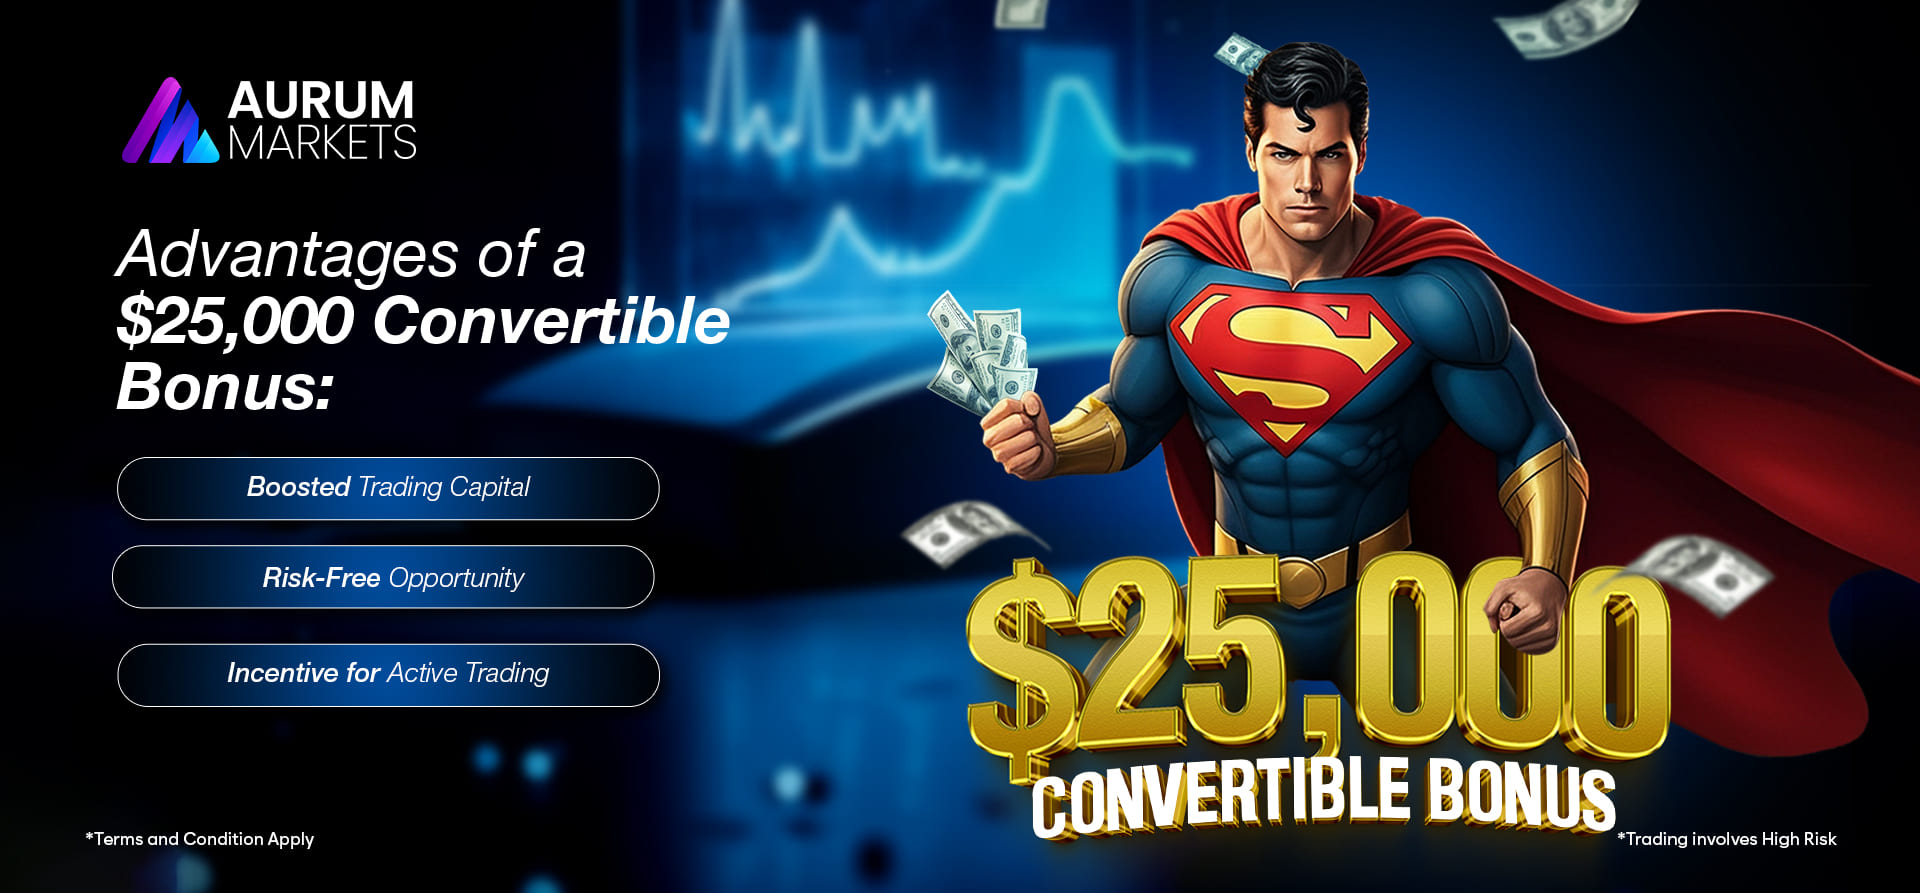 AURUM
MARKETS
Advantages of a
$25,000 Convertible
Bonus:
Boosted Trading Capital
Risk-Free Opportunity
Incentive for Active Trading
$25,000
CONVERTIBLE BONUS
*Terms and Condition Apply
*Trading involves High Risk